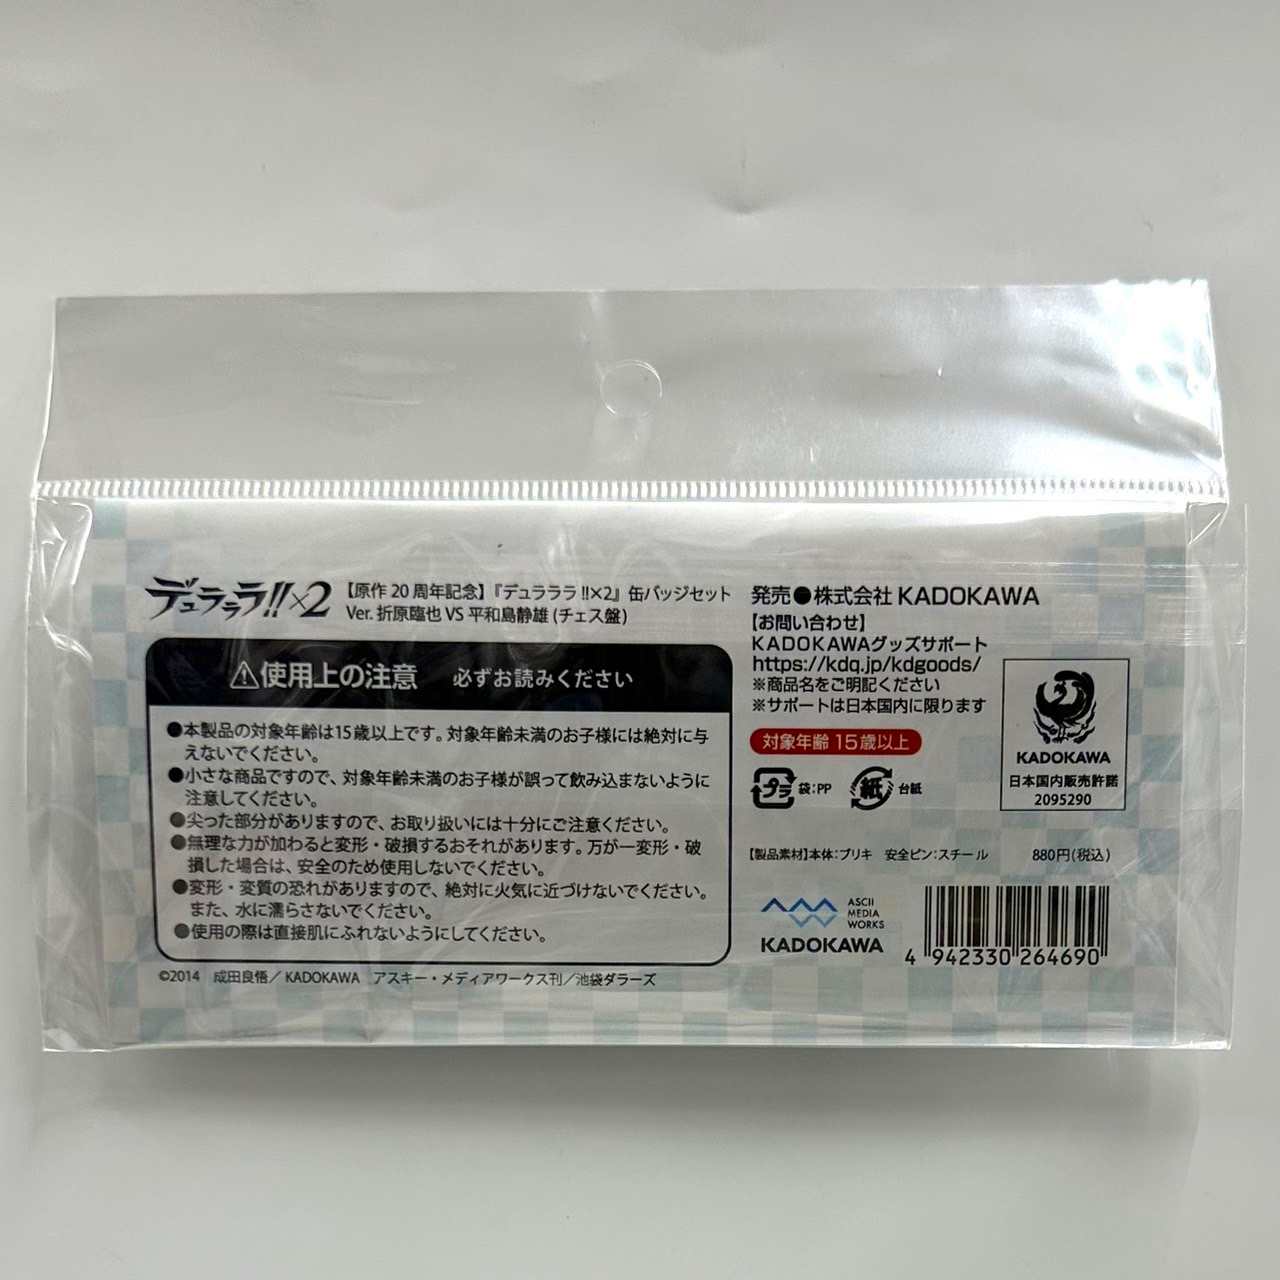 デュラララ!!×2
【原作20周年記念】『デュラララ!!×2』缶バッジセット
Ver. 折原臨也 VS 平和島静雄 (チェス盤)
⚠使用上の注意 必ずお読みください
●本製品の対象年齢は15歳以上です。対象年齢未満のお子様には絶対に与
えないでください。
●小さな商品ですので、対象年齢未満のお子様が誤って飲み込まないように
注意してください。
●尖った部分がありますので、お取り扱いには十分にご注意ください。
●無理な力が加わると変形・破損するおそれがあります。万が一変形・破
損した場合は、安全のため使用しないでください。
●変形・変質の恐れがありますので、絶対に火気に近づけないでください。
また、水に濡らさないでください。
●使用の際は直接肌にふれないようにしてください。
©2014 成田良悟/KADOKAWA アスキー・メディアワークス刊/池袋ダラーズ
発売●株式会社 KADOKAWA
【お問い合わせ】
KADOKAWAグッズサポート
https://kdq.jp/kdgoods/
※商品名をご明記ください
※サポートは日本国内に限ります
対象年齢 15歳以上
プラ 袋:PP 紙 台紙
KADOKAWA
日本国内販売許諾
2095290
【製品素材】本体:ブリキ 安全ピン:スチール 880円(税込)
ASCII
MEDIA
WORKS
KADOKAWA
4 942330 264690